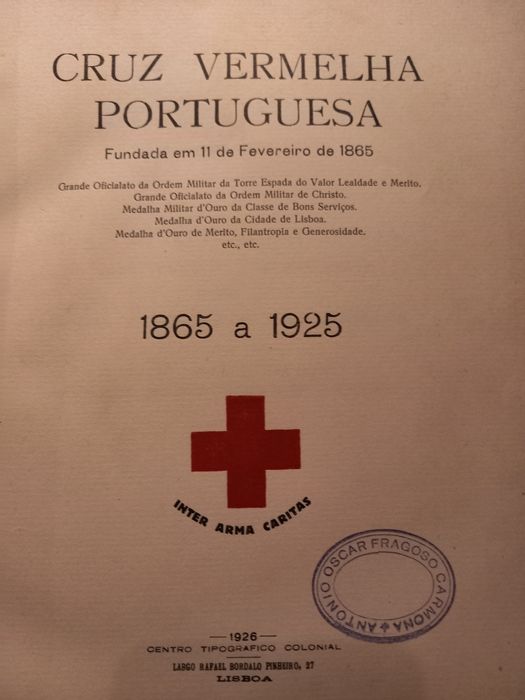 CRUZ VERMELHA
PORTUGUESA
Fundada em 11 de Fevereiro de 1865
Grande Oficialato da Ordem Militar da Torre Espada do Valor Lealdade e Merito.
Grande Oficialato da Ordem Militar de Christo.
Medalha Militar d'Ouro da Classe de Bons Serviços.
Medalha d'Ouro da Cidade de Lisboa.
Medalha d'Ouro de Merito, Filantropia e Generosidade.
etc., etc.
1865 a 1925
INTER ARMA CARITAS
ANTONIO OSCAR FRAGOSO CARMONA
1926
CENTRO TIPOGRAFICO COLONIAL
LARGO RAFAEL BORDALO PINHEIRO, 27
LISBOA